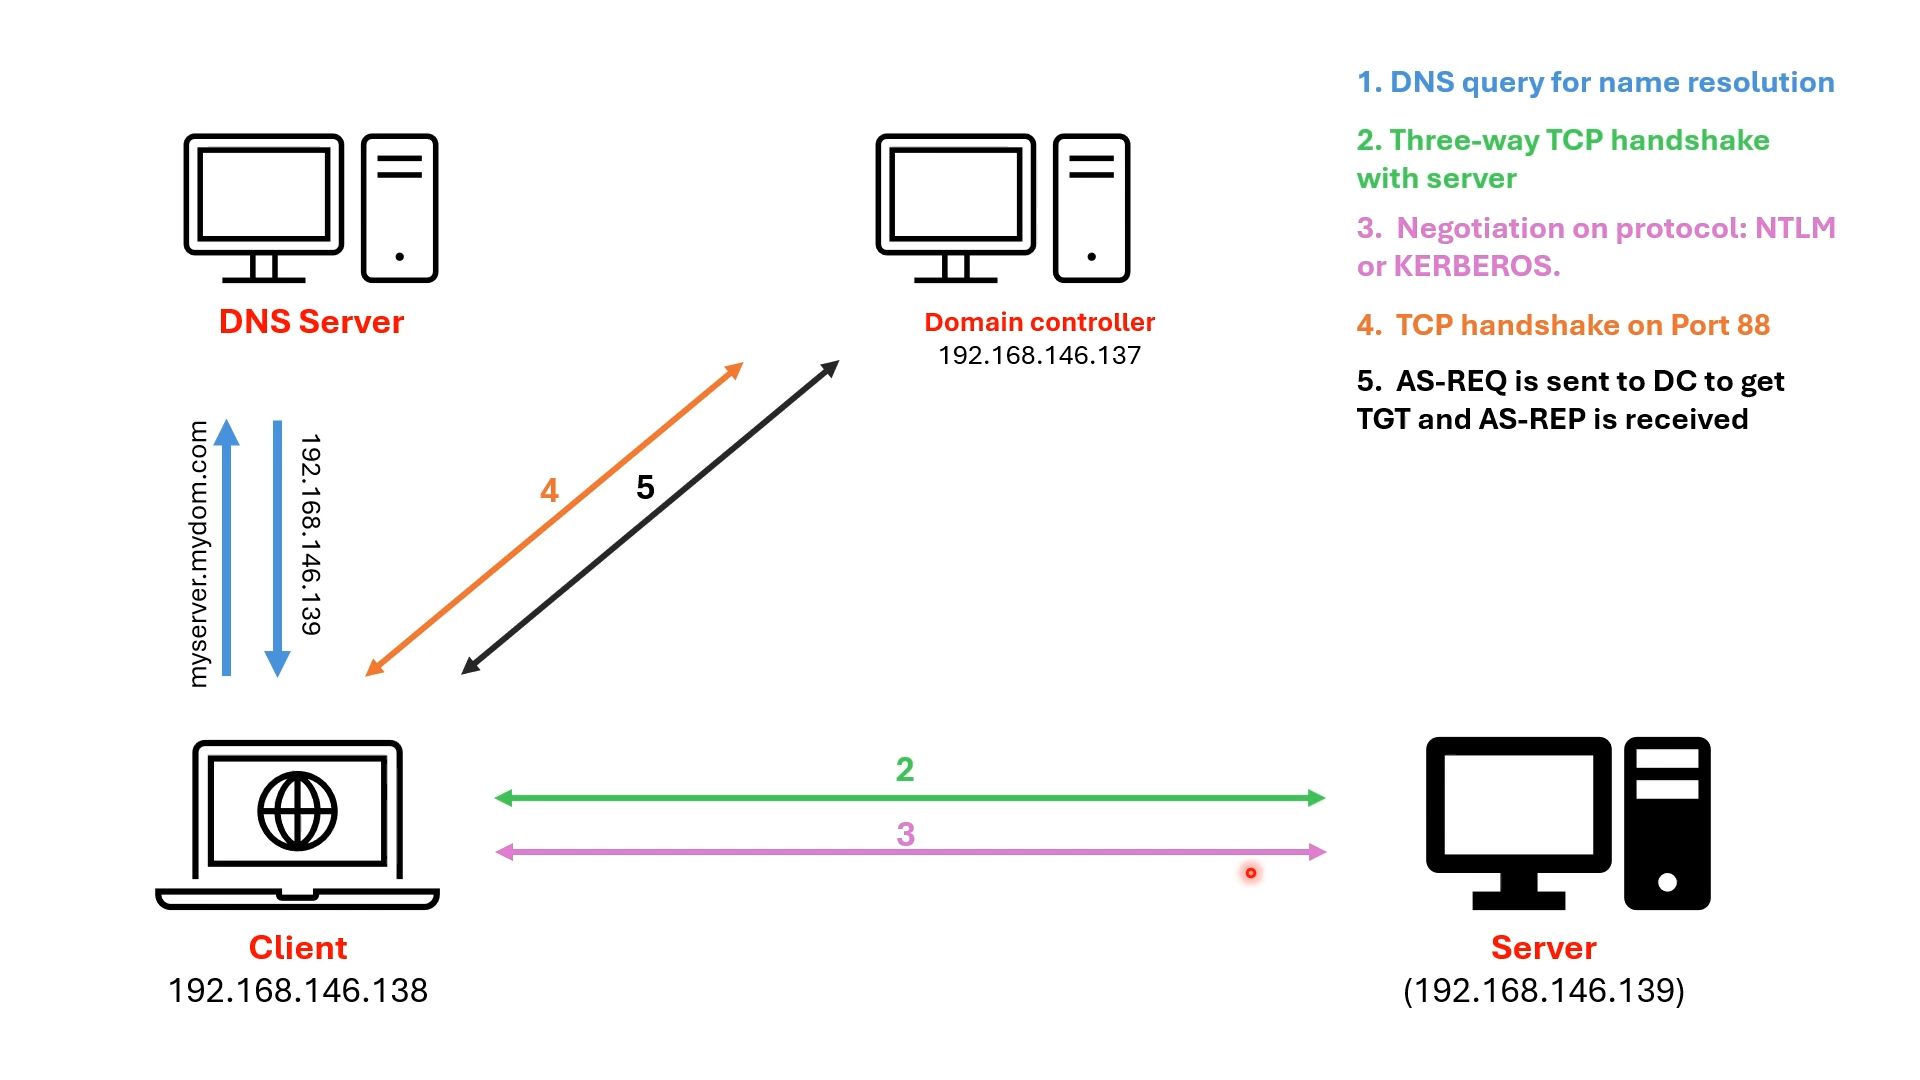 1. DNS query for name resolution
2. Three-way TCP handshake
with server
3. Negotiation on protocol: NTLM
or KERBEROS.
4. TCP handshake on Port 88
5. AS-REQ is sent to DC to get
TGT and AS-REP is received
DNS Server
Domain controller
192.168.146.137
myserver.mydom.com
192.168.146.139
4
5
2
3
Client
192.168.146.138
Server
(192.168.146.139)